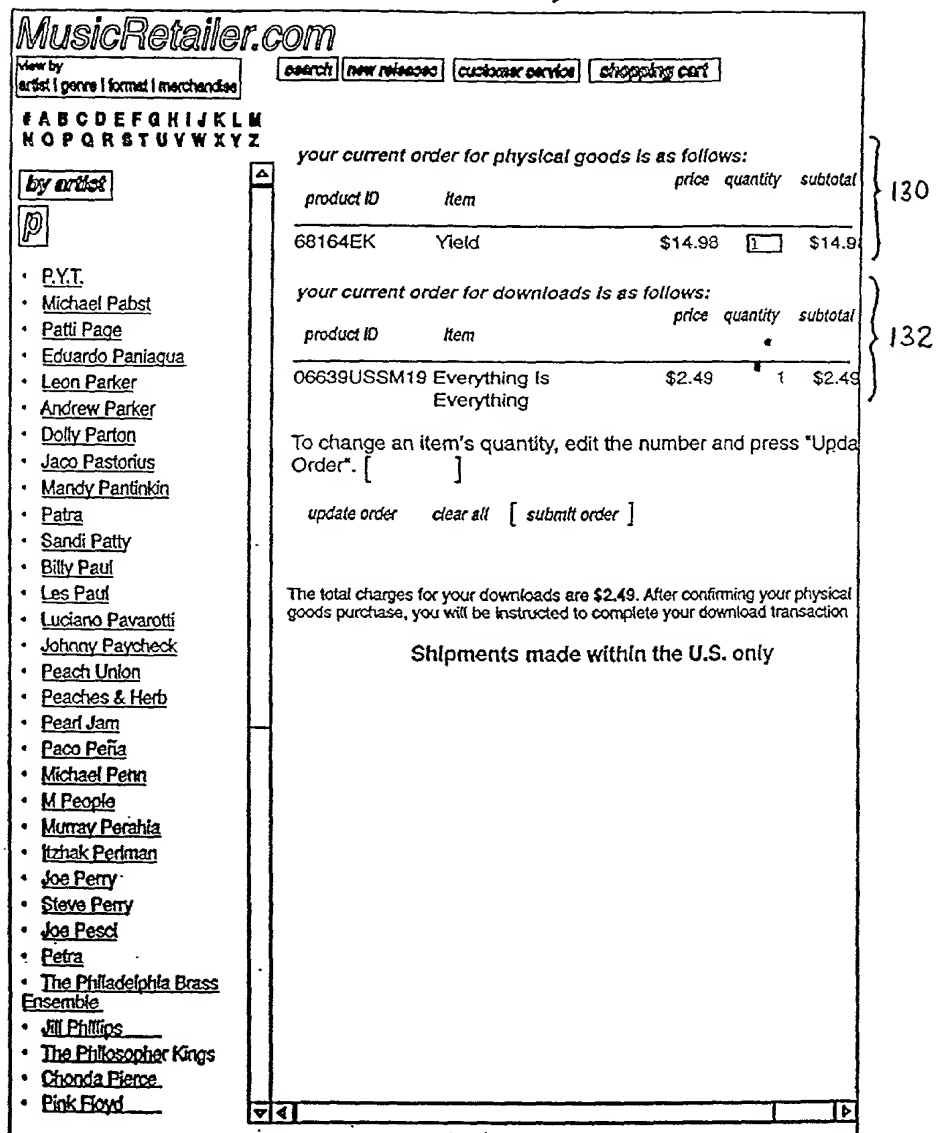 MusicRetailer.com
view by
artist | genre | format | merchandise
search new releases customer service shopping cart
# A B C D E F G H I J K L M
N O P Q R S T U V W X Y Z
by artist
p
• P.Y.T.
• Michael Pabst
• Patti Page
• Eduardo Paniagua
• Leon Parker
• Andrew Parker
• Dolly Parton
• Jaco Pastorius
• Mandy Pantinkin
• Patra
• Sandi Patty
• Billy Paul
• Les Paul
• Luciano Pavarotti
• Johnny Paycheck
• Peach Union
• Peaches & Herb
• Pearl Jam
• Paco Peña
• Michael Penn
• M People
• Murray Perahia
• Itzhak Perlman
• Joe Perry
• Steve Perry
• Joe Pesci
• Petra
• The Philadelphia Brass
Ensemble
• Jill Phillips
• The Philosopher Kings
• Chonda Pierce
• Pink Floyd
your current order for physical goods is as follows:
product ID item price quantity subtotal
68164EK Yield $14.98 1 $14.9
130
your current order for downloads is as follows:
product ID item price quantity subtotal
06639USSM19 Everything Is $2.49 1 $2.49
Everything
132
To change an item's quantity, edit the number and press "Upda
Order". [ ]
update order clear all [ submit order ]
The total charges for your downloads are $2.49. After confirming your physical
goods purchase, you will be instructed to complete your download transaction
Shipments made within the U.S. only